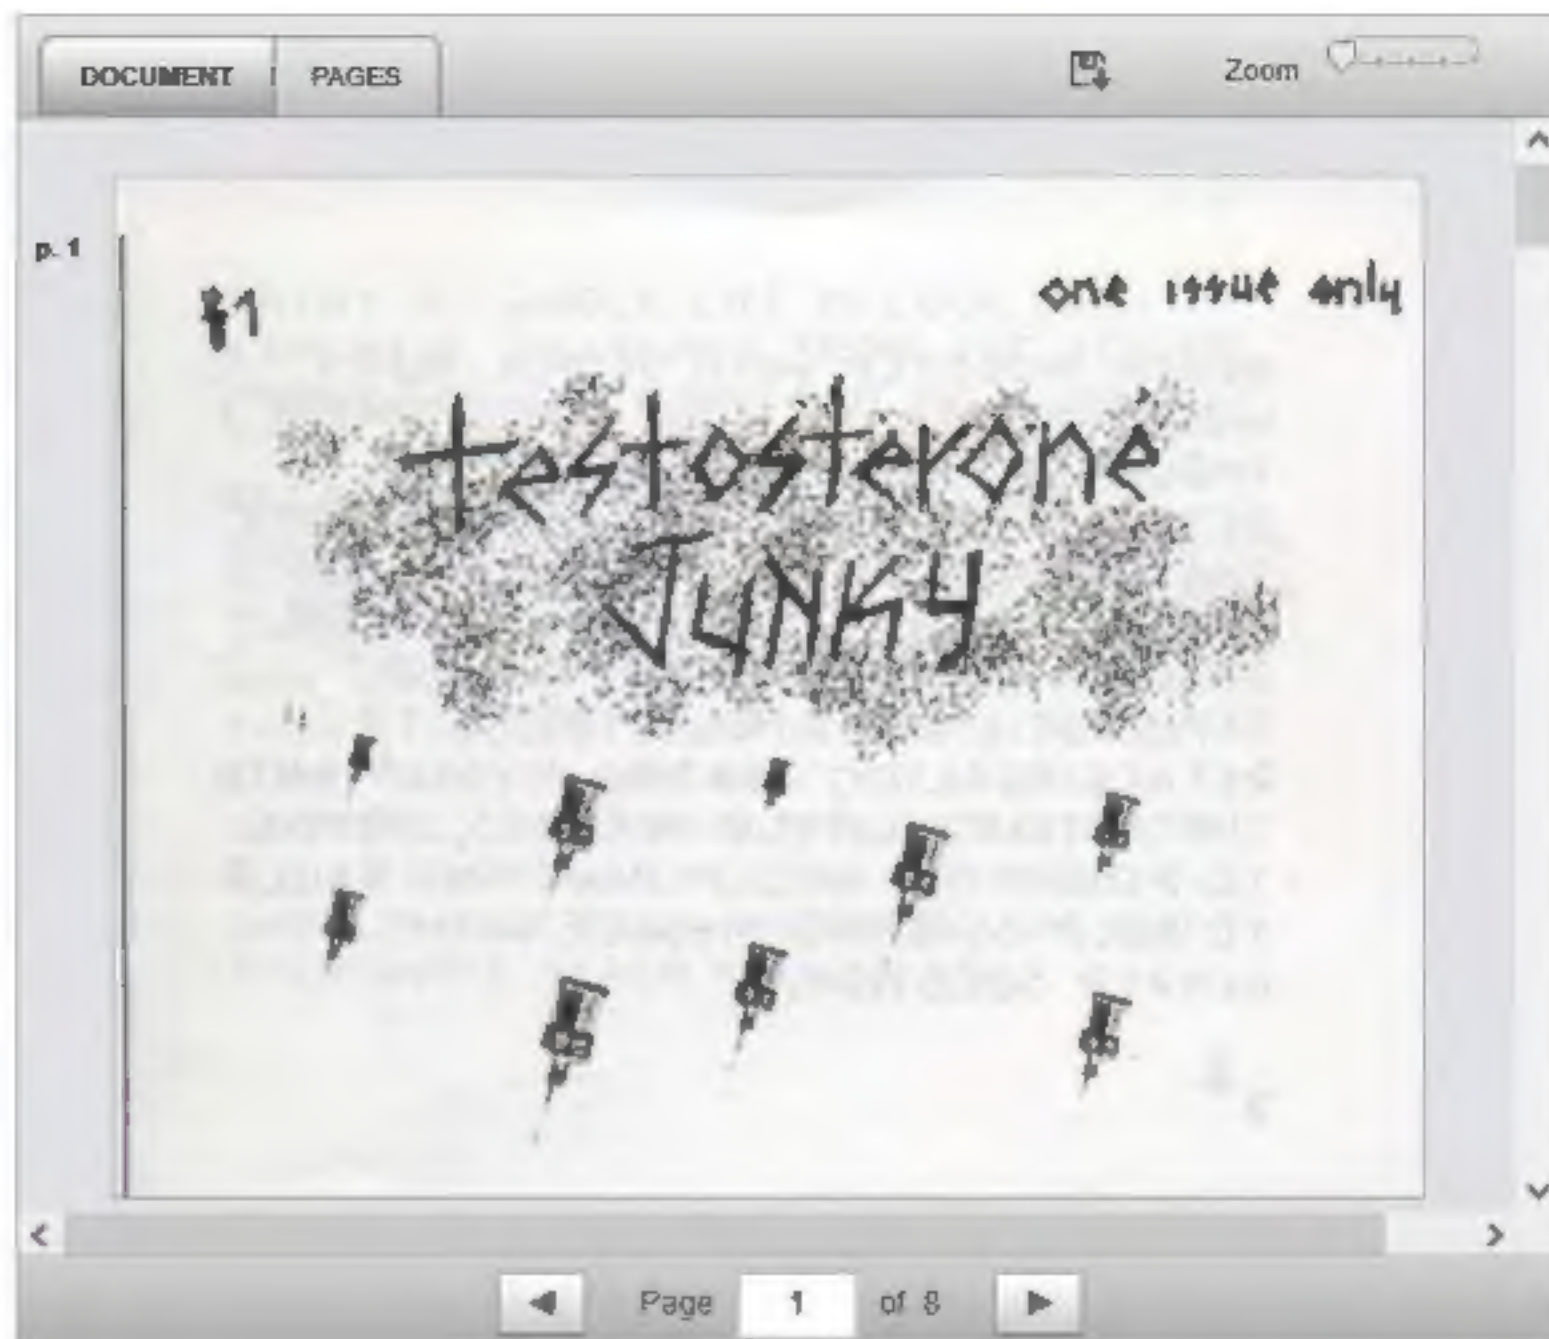 DOCUMENT PAGES Zoom
p. 1
#1 one issue only
testosterone
JUNKY
Page 1 of 8